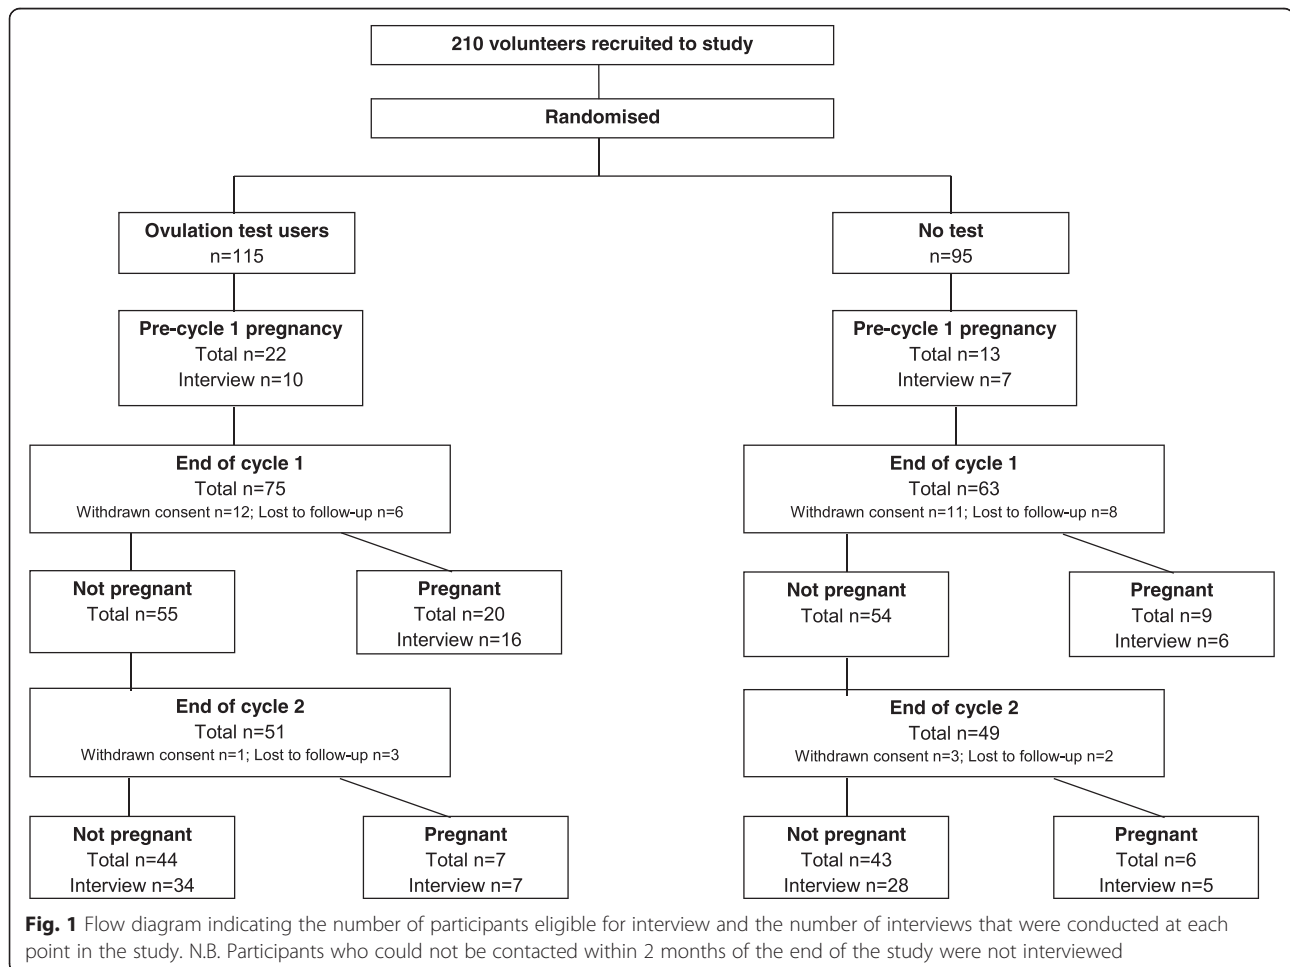 210 volunteers recruited to study
Randomised
Ovulation test users
n=115
No test
n=95
Pre-cycle 1 pregnancy
Total n=22
Interview n=10
Pre-cycle 1 pregnancy
Total n=13
Interview n=7
End of cycle 1
Total n=75
Withdrawn consent n=12; Lost to follow-up n=6
End of cycle 1
Total n=63
Withdrawn consent n=11; Lost to follow-up n=8
Not pregnant
Total n=55
Pregnant
Total n=20
Interview n=16
Not pregnant
Total n=54
Pregnant
Total n=9
Interview n=6
End of cycle 2
Total n=51
Withdrawn consent n=1; Lost to follow-up n=3
End of cycle 2
Total n=49
Withdrawn consent n=3; Lost to follow-up n=2
Not pregnant
Total n=44
Interview n=34
Pregnant
Total n=7
Interview n=7
Not pregnant
Total n=43
Interview n=28
Pregnant
Total n=6
Interview n=5
Fig. 1 Flow diagram indicating the number of participants eligible for interview and the number of interviews that were conducted at each
point in the study. N.B. Participants who could not be contacted within 2 months of the end of the study were not interviewed